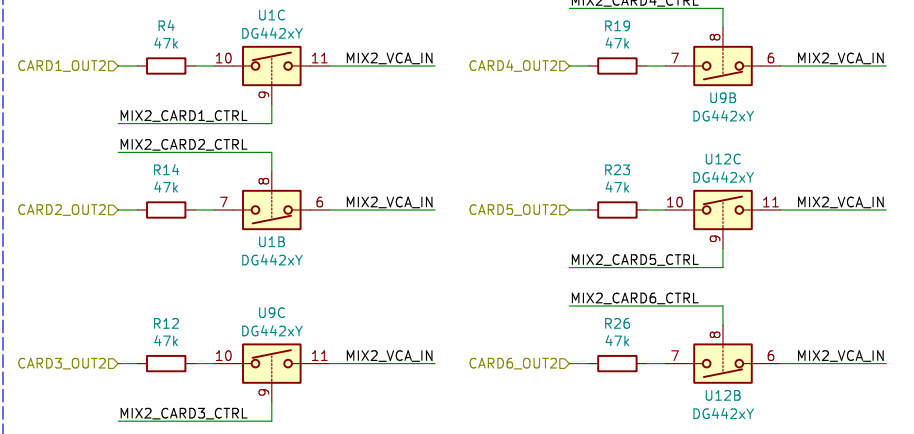 MIX2_CARD4_CTRL
U1C
DG442xY
R4
47k
CARD1_OUT2
10
11
9
MIX2_VCA_IN
MIX2_CARD1_CTRL
R19
47k
CARD4_OUT2
8
7
6
MIX2_VCA_IN
U9B
DG442xY
MIX2_CARD2_CTRL
R14
47k
CARD2_OUT2
8
7
6
MIX2_VCA_IN
U1B
DG442xY
U12C
DG442xY
R23
47k
CARD5_OUT2
10
11
9
MIX2_VCA_IN
MIX2_CARD5_CTRL
U9C
DG442xY
R12
47k
CARD3_OUT2
10
11
9
MIX2_VCA_IN
MIX2_CARD3_CTRL
MIX2_CARD6_CTRL
R26
47k
CARD6_OUT2
8
7
6
MIX2_VCA_IN
U12B
DG442xY